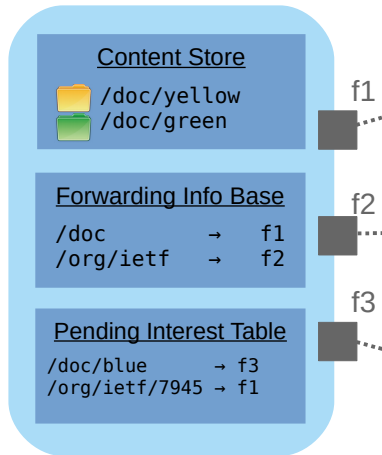 Content Store
/doc/yellow
/doc/green
f1
Forwarding Info Base
/doc → f1
/org/ietf → f2
f2
Pending Interest Table
/doc/blue → f3
/org/ietf/7945 → f1
f3